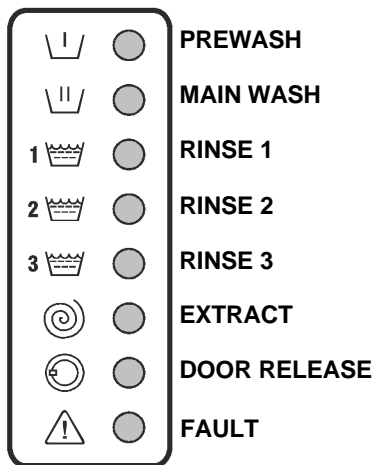 PREWASH
MAIN WASH
1 RINSE 1
2 RINSE 2
3 RINSE 3
EXTRACT
DOOR RELEASE
FAULT